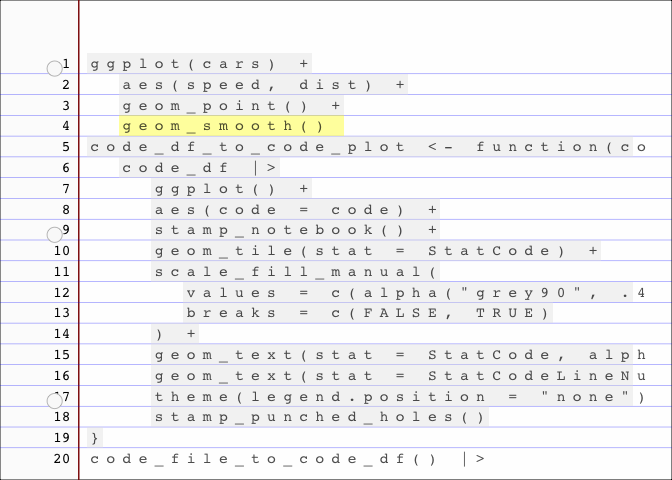 1 ggplot(cars) +
2 aes(speed, dist) +
3 geom_point() +
4 geom_smooth()
5 code_df_to_code_plot <- function(co
6 code_df |>
7 ggplot() +
8 aes(code = code) +
9 stamp_notebook() +
10 geom_tile(stat = StatCode) +
11 scale_fill_manual(
12 values = c(alpha("grey90", .4
13 breaks = c(FALSE, TRUE)
14 ) +
15 geom_text(stat = StatCode, alph
16 geom_text(stat = StatCodeLineNu
17 theme(legend.position = "none")
18 stamp_punched_holes()
19 }
20 code_file_to_code_df() |>